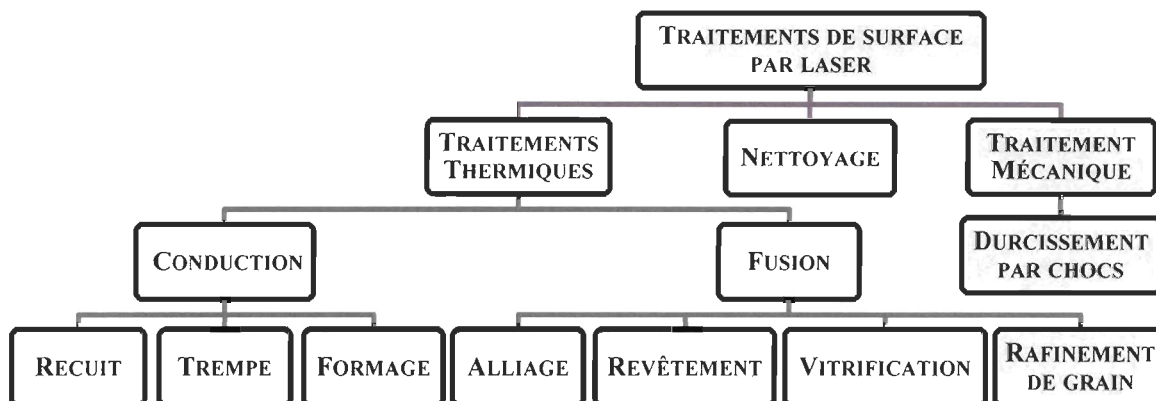 TRAITEMENTS DE SURFACE
PAR LASER
TRAITEMENTS
THERMIQUES
NETTOYAGE
TRAITEMENT
MÉCANIQUE
CONDUCTION
FUSION
DURCISSEMENT
PAR CHOCS
RECUIT
TREMPE
FORMAGE
ALLIAGE
REVÊTEMENT
VITRIFICATION
RAFINEMENT
DE GRAIN